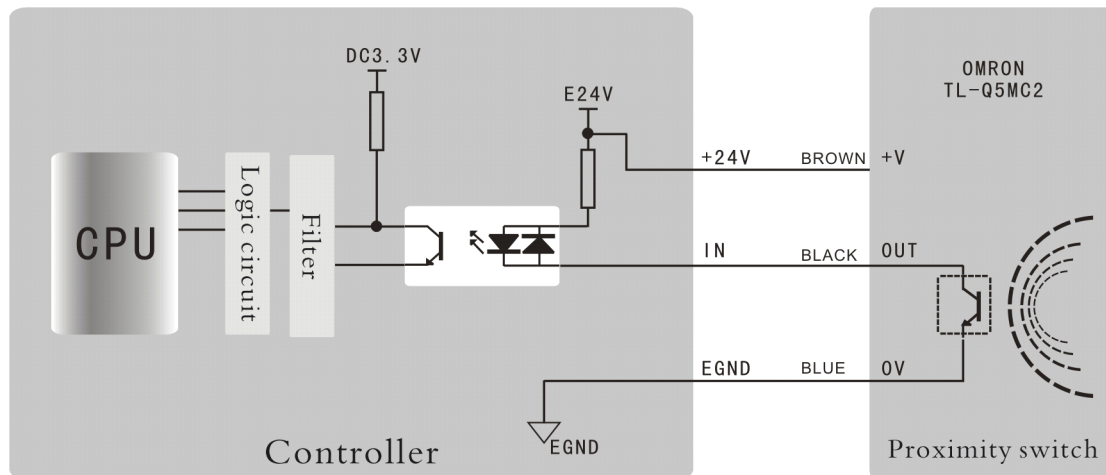 DC3.3V
E24V
OMRON
TL-Q5MC2
+24V BROWN +V
CPU
Logic circuit
Filter
IN BLACK OUT
EGND BLUE 0V
EGND
Controller
Proximity switch